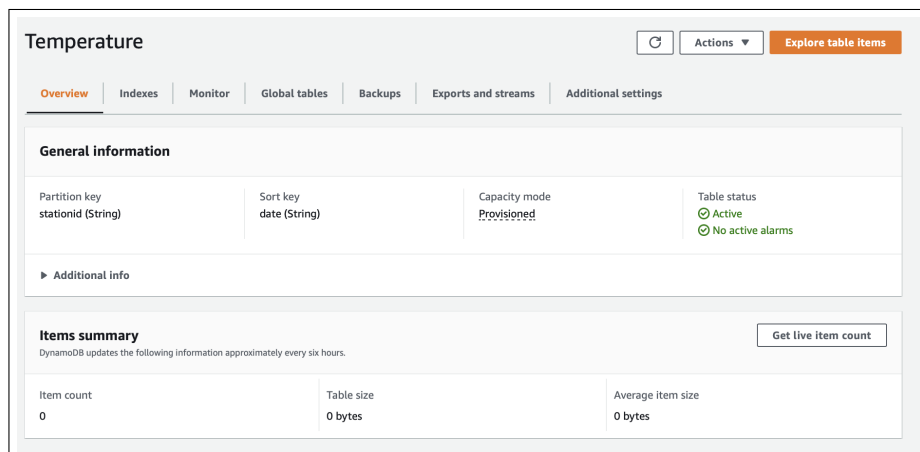 Temperature
Actions ▼
Explore table items
Overview
Indexes
Monitor
Global tables
Backups
Exports and streams
Additional settings
General information
Partition key
stationid (String)
Sort key
date (String)
Capacity mode
Provisioned
Table status
Active
No active alarms
Additional info
Items summary
DynamoDB updates the following information approximately every six hours.
Get live item count
Item count
0
Table size
0 bytes
Average item size
0 bytes